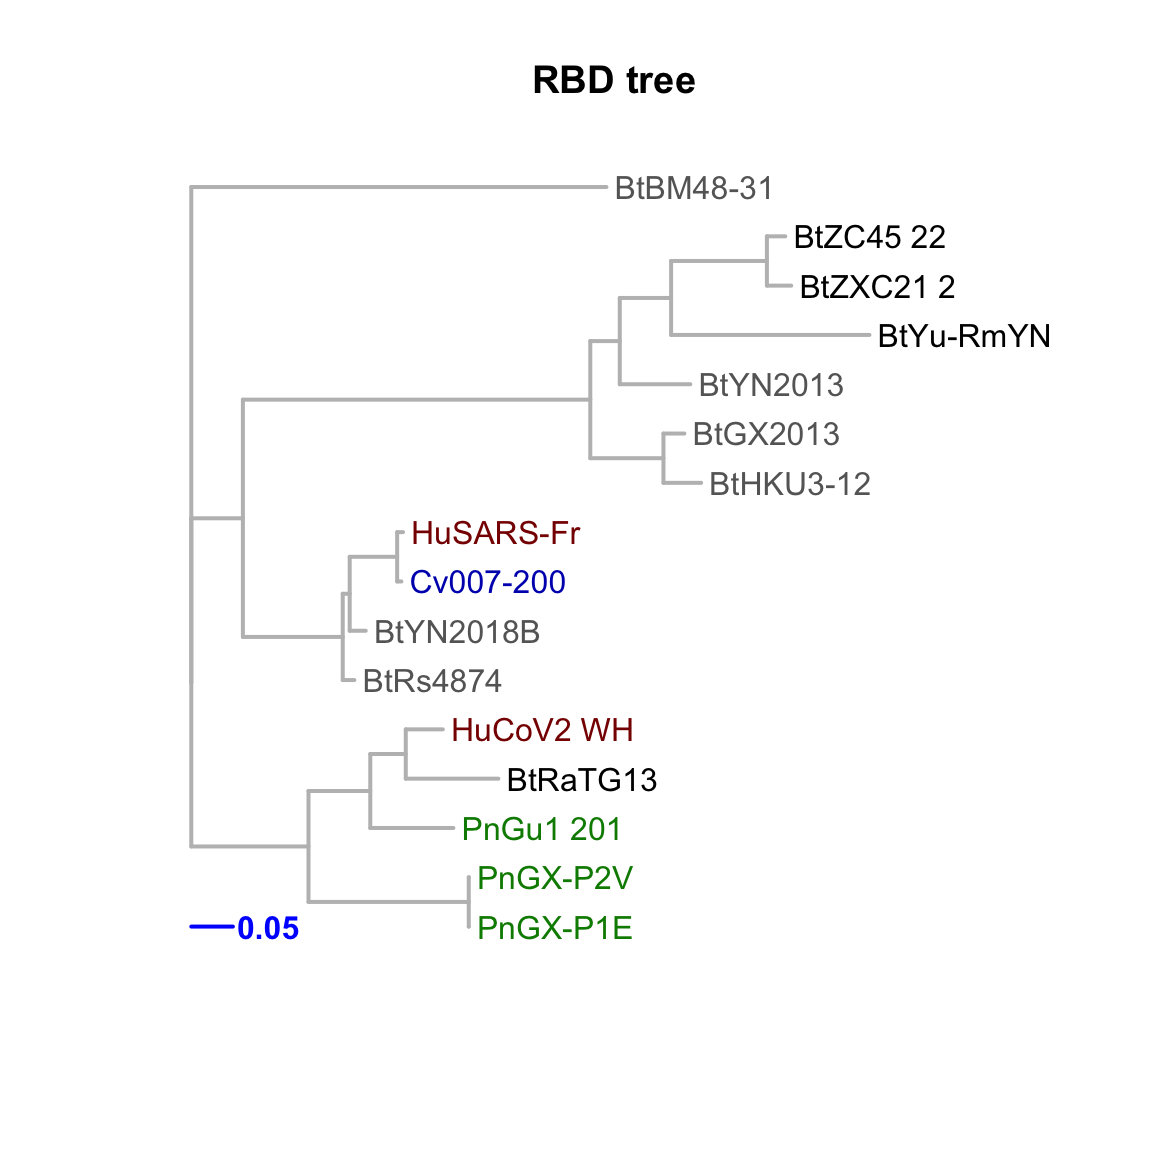 RBD tree
BtBM48-31
BtZC45 22
BtZXC21 2
BtYu-RmYN
BtYN2013
BtGX2013
BtHKU3-12
HuSARS-Fr
Cv007-200
BtYN2018B
BtRs4874
HuCoV2 WH
BtRaTG13
PnGu1 201
PnGX-P2V
PnGX-P1E
0.05